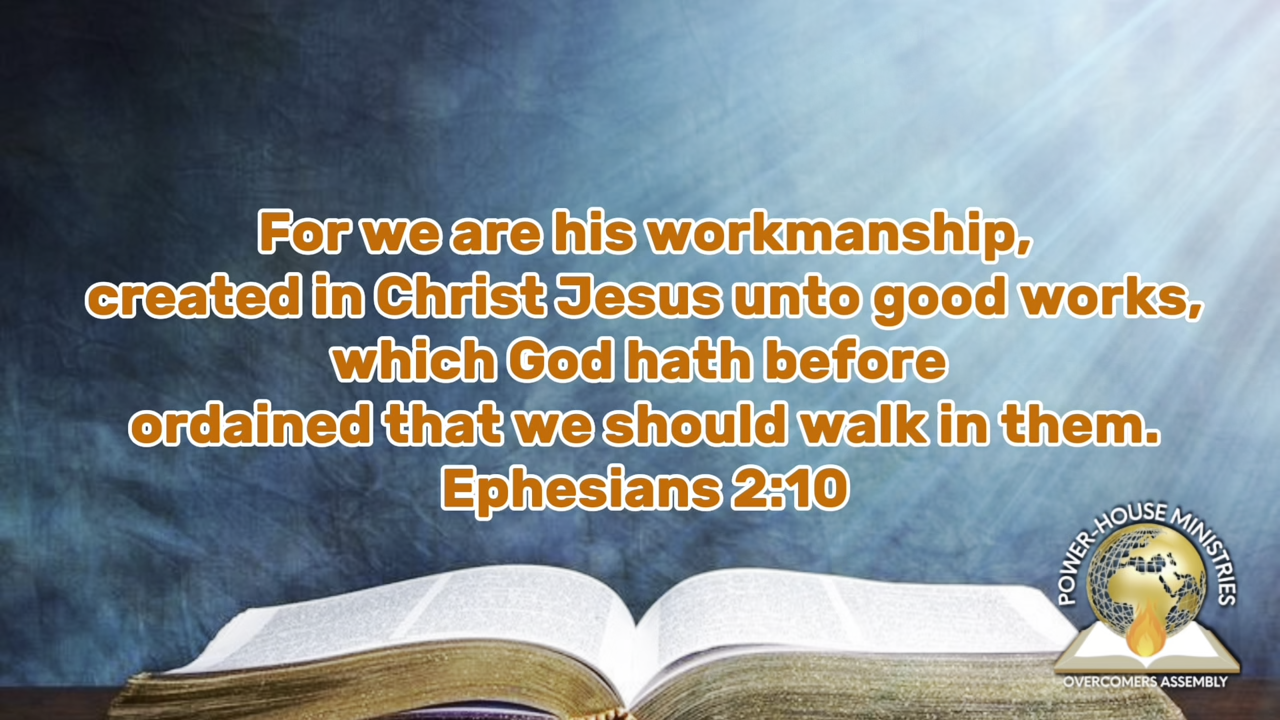 For we are his workmanship,
created in Christ Jesus unto good works,
which God hath before
ordained that we should walk in them.
Ephesians 2:10
POWER-HOUSE MINISTRIES
OVERCOMERS ASSEMBLY